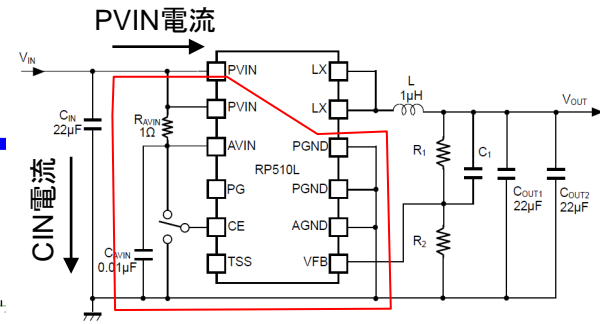 PVIN電流
VIN
PVIN
LX
L
1μH
VOUT
CIN
22μF
RAVIN
1Ω
PVIN
LX
AVIN
PGND
R1
C1
RP510L
CIN電流
PG
PGND
COUT1
22μF
COUT2
22μF
CE
AGND
R2
CAVIN
0.01μF
TSS
VFB